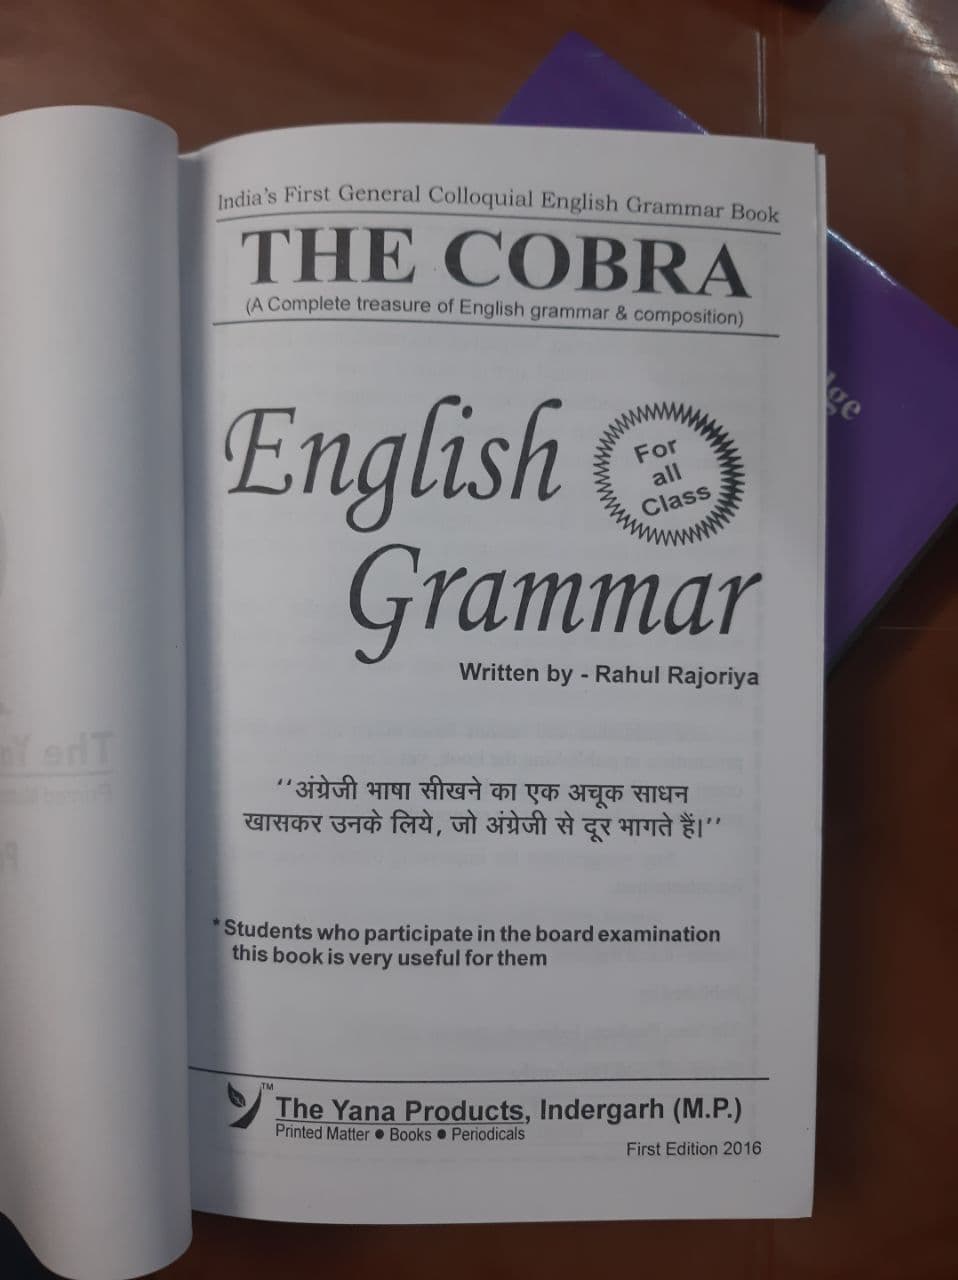 India's First General Colloquial English Grammar Book
THE COBRA
(A Complete treasure of English grammar & composition)
English
Grammar
For
all
Class
Written by - Rahul Rajoriya
‘‘अंग्रेजी भाषा सीखने का एक अचूक साधन
खासकर उनके लिये, जो अंग्रेजी से दूर भागते हैं।’’
*Students who participate in the board examination
this book is very useful for them
TM
The Yana Products, Indergarh (M.P.)
Printed Matter ● Books ● Periodicals
First Edition 2016